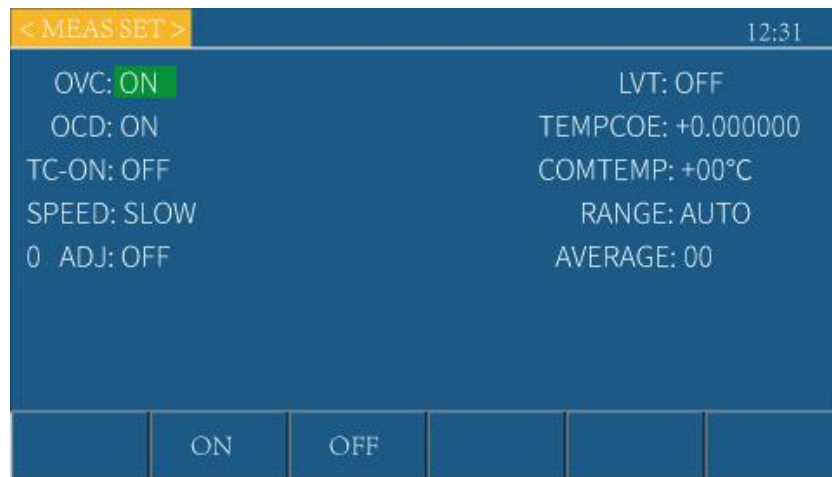 < MEAS SET > 12:31
OVC: ON LVT: OFF
OCD: ON TEMPCOE: +0.000000
TC-ON: OFF COMTEMP: +00°C
SPEED: SLOW RANGE: AUTO
0 ADJ: OFF AVERAGE: 00
ON OFF